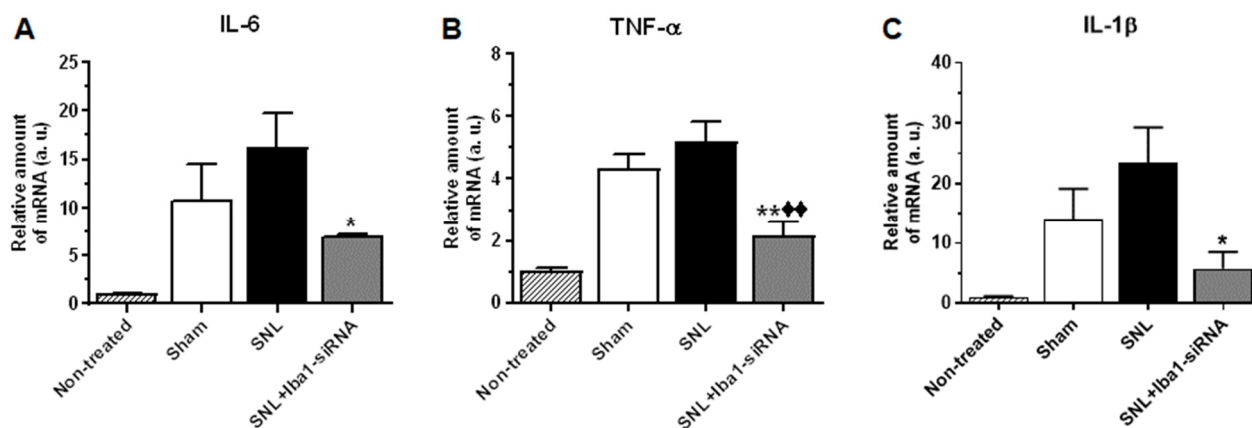 A
IL-6
Relative amount
of mRNA (a. u.)
25
20
15
10
5
0
*
Non-treated
Sham
SNL
SNL+Iba1-siRNA
B
TNF-α
Relative amount
of mRNA (a. u.)
8
6
4
2
0
**♦♦
Non-treated
Sham
SNL
SNL+Iba1-siRNA
C
IL-1β
Relative amount
of mRNA (a. u.)
40
30
20
10
0
*
Non-treated
Sham
SNL
SNL+Iba1-siRNA